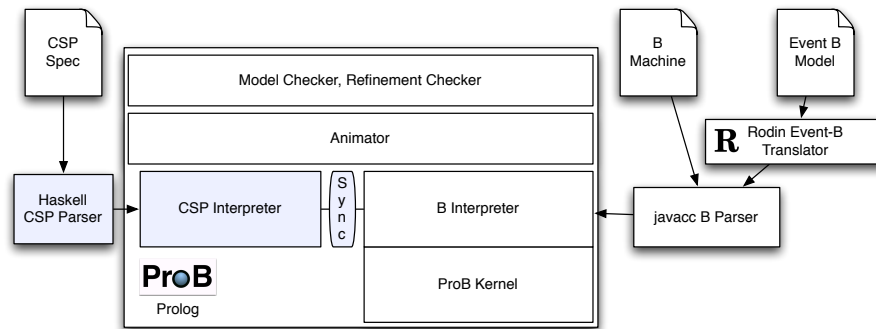 CSP
Spec
B
Machine
Event B
Model
Model Checker, Refinement Checker
Animator
R
Rodin Event-B
Translator
Haskell
CSP Parser
CSP Interpreter
S
y
n
c
B Interpreter
javacc B Parser
ProB
Prolog
ProB Kernel